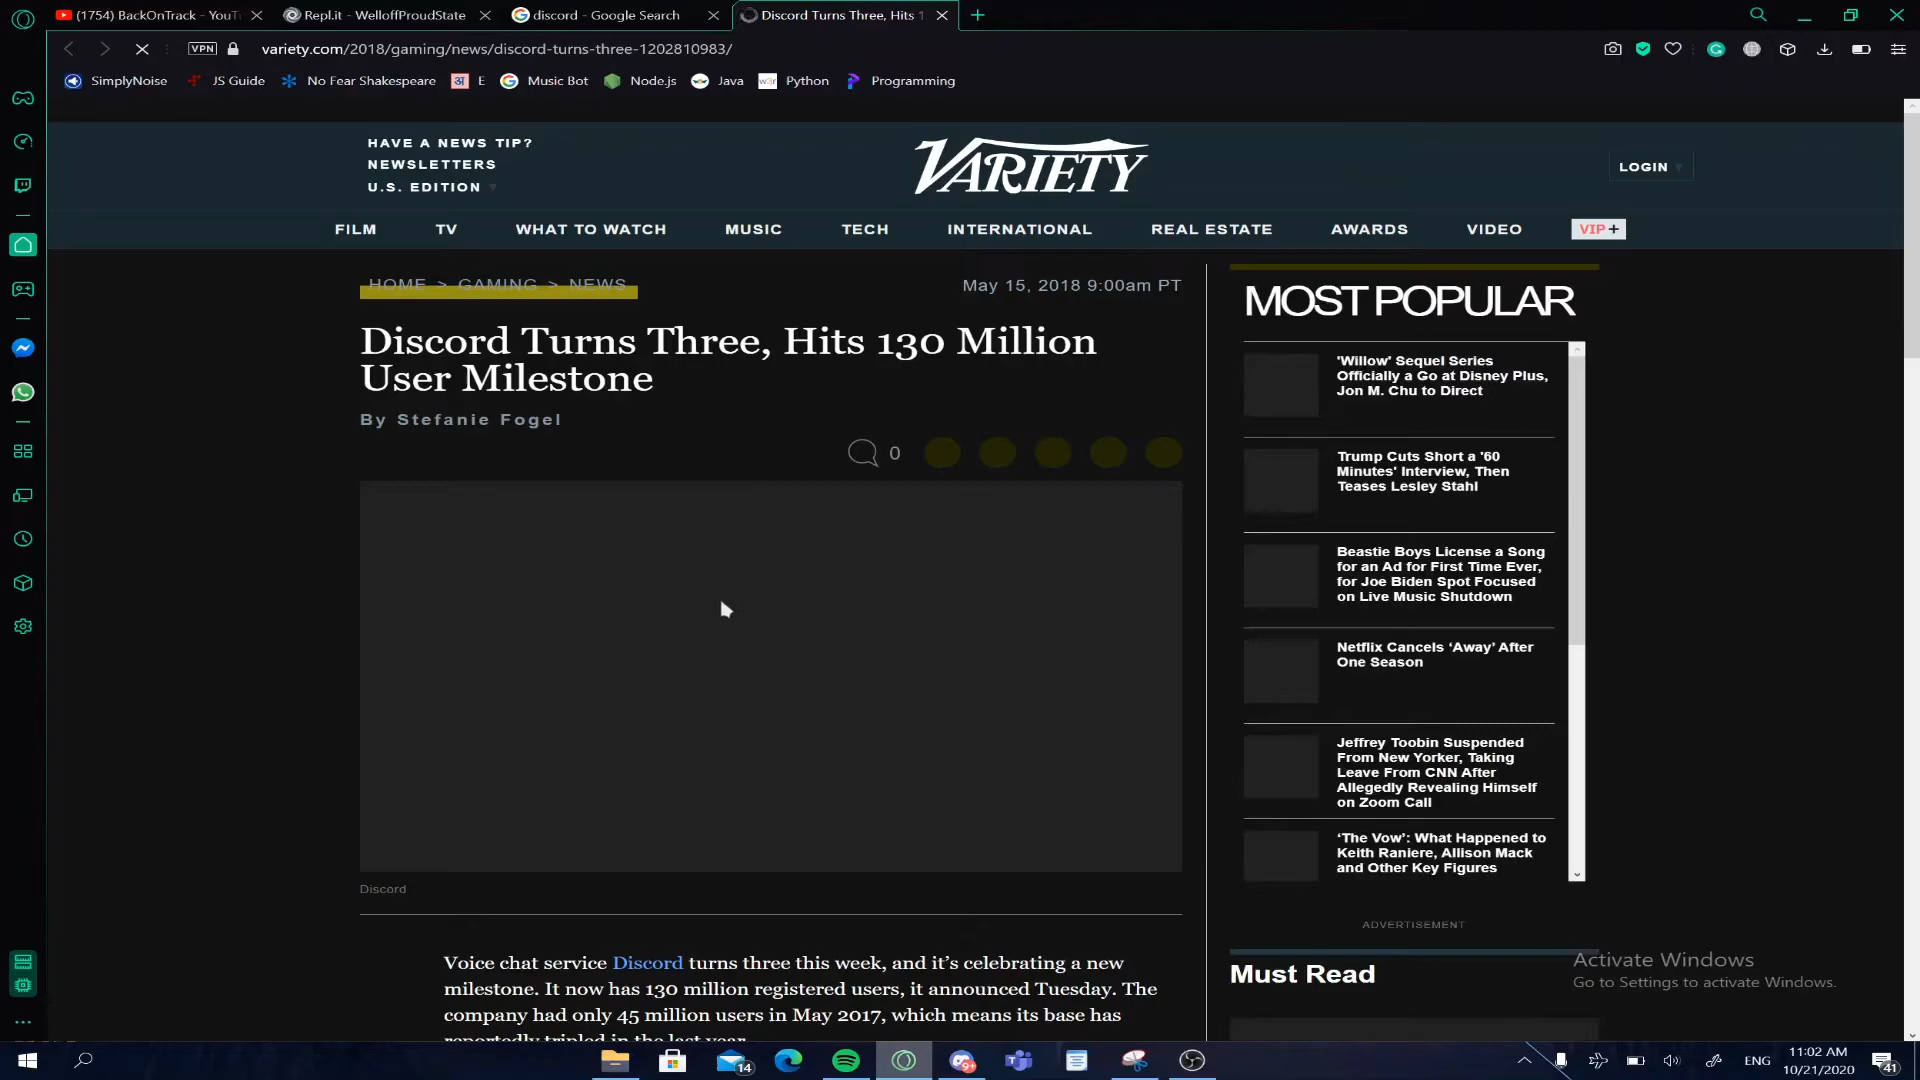 (1754) BackOnTrack - YouT
Repl.it - WelloffProudState
discord - Google Search
Discord Turns Three, Hits 1
VPN
variety.com/2018/gaming/news/discord-turns-three-1202810983/
SimplyNoise
JS Guide
No Fear Shakespeare
अ
E
Music Bot
Node.js
Java
Python
Programming
HAVE A NEWS TIP?
NEWSLETTERS
U.S. EDITION
VARIETY
LOGIN
FILM
TV
WHAT TO WATCH
MUSIC
TECH
INTERNATIONAL
REAL ESTATE
AWARDS
VIDEO
VIP+
HOME > GAMING > NEWS
May 15, 2018 9:00am PT
Discord Turns Three, Hits 130 Million
User Milestone
By Stefanie Fogel
0
Discord
Voice chat service Discord turns three this week, and it’s celebrating a new
milestone. It now has 130 million registered users, it announced Tuesday. The
company had only 45 million users in May 2017, which means its base has
reportedly tripled in the last year.
MOST POPULAR
'Willow' Sequel Series
Officially a Go at Disney Plus,
Jon M. Chu to Direct
Trump Cuts Short a '60
Minutes' Interview, Then
Teases Lesley Stahl
Beastie Boys License a Song
for an Ad for First Time Ever,
for Joe Biden Spot Focused
on Live Music Shutdown
Netflix Cancels ‘Away’ After
One Season
Jeffrey Toobin Suspended
From New Yorker, Taking
Leave From CNN After
Allegedly Revealing Himself
on Zoom Call
‘The Vow’: What Happened to
Keith Raniere, Allison Mack
and Other Key Figures
ADVERTISEMENT
Must Read
Activate Windows
Go to Settings to activate Windows.
14
9+
ENG
11:02 AM
10/21/2020
41